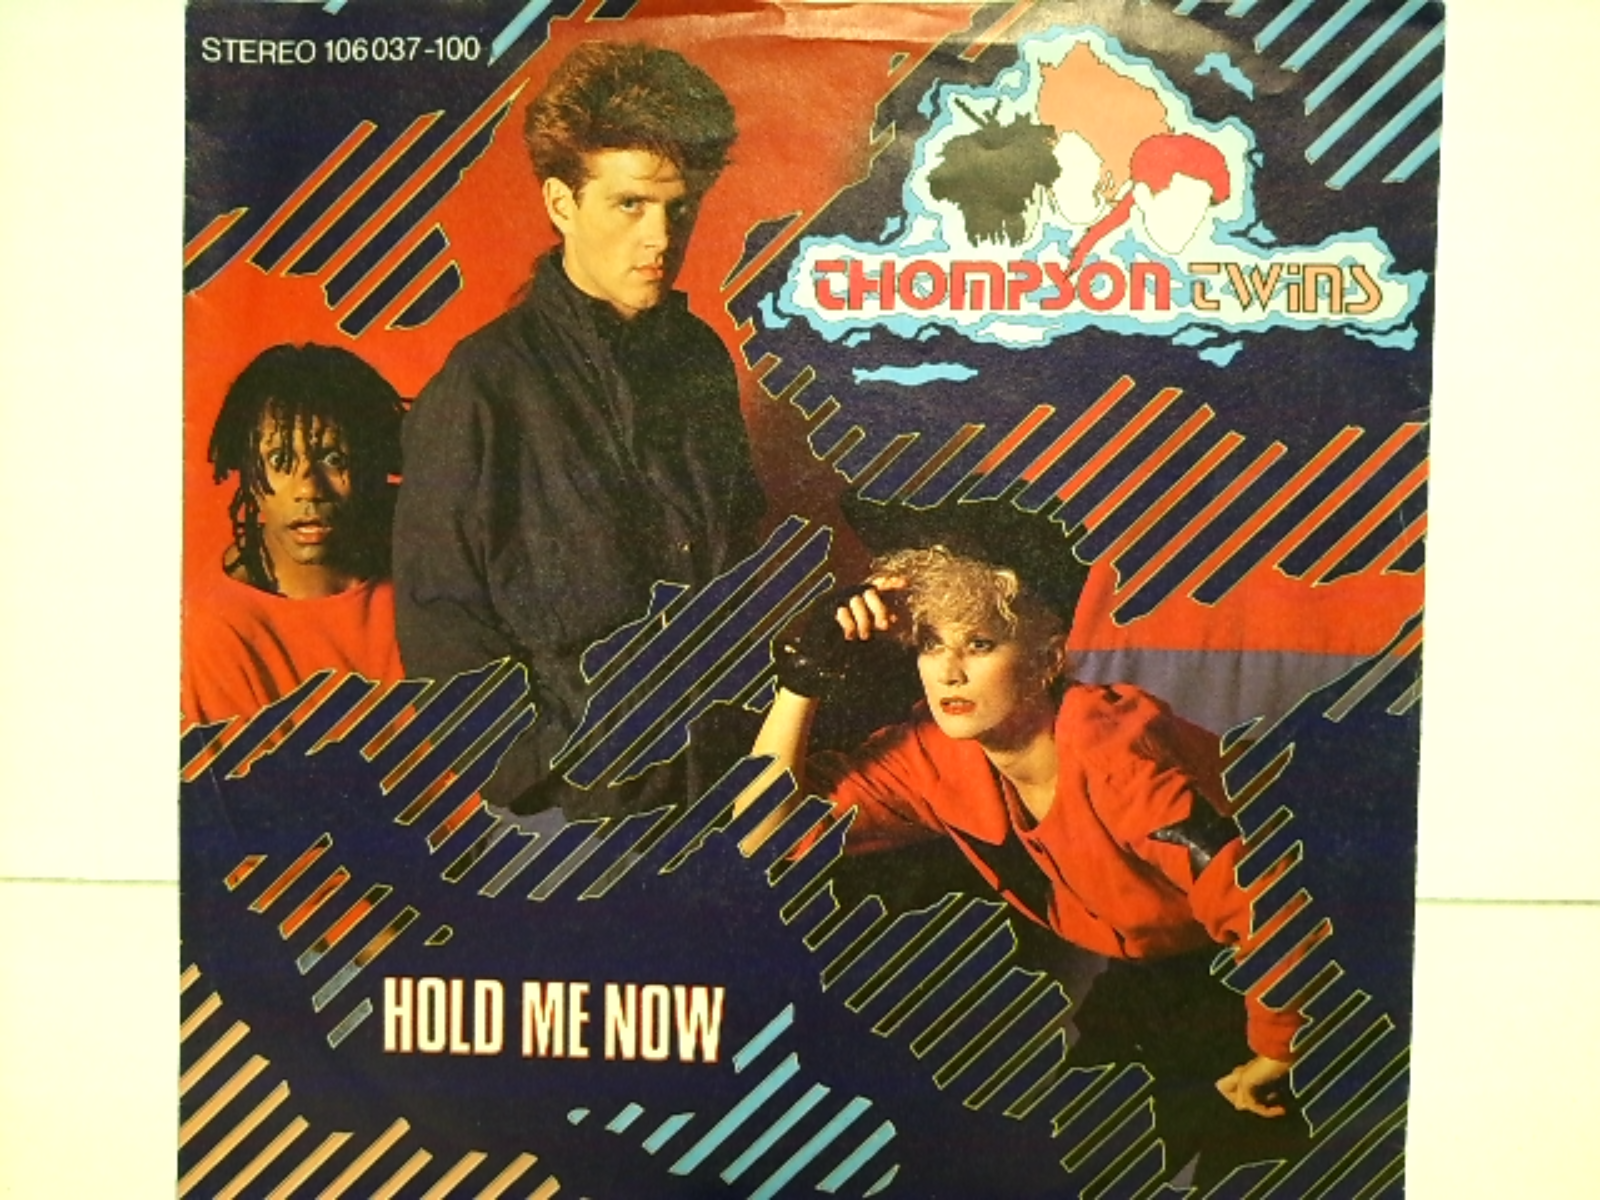 STEREO 106 037-100
THOMPSON TWINS
HOLD ME NOW